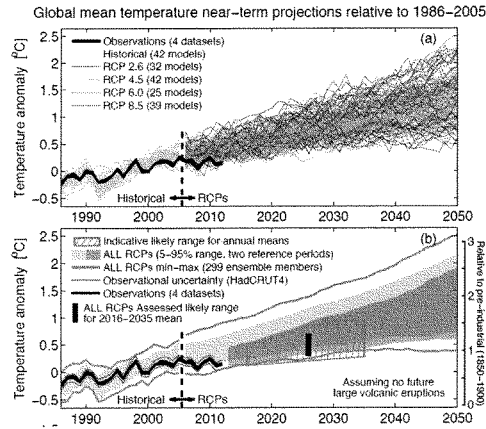 Global mean temperature near-term projections relative to 1986-2005
(a)
Temperature anomaly [°C]
2.5
2
1.5
1
0.5
0
-0.5
Observations (4 datasets)
Historical (42 models)
RCP 2.6 (32 models)
RCP 4.5 (42 models)
RCP 6.0 (25 models)
RCP 8.5 (39 models)
Historical RCPs
1990 2000 2010 2020 2030 2040 2050
(b)
Temperature anomaly [°C]
2.5
2
1.5
1
0.5
0
-0.5
Indicative likely range for annual means
ALL RCPs (5-95% range, two reference periods)
ALL RCPs min-max (299 ensemble members)
Observational uncertainty (HadCRUT4)
Observations (4 datasets)
ALL RCPs Assessed likely range
for 2016-2035 mean
Relative to pre-industrial (1850-1900)
3
2
1
0
Assuming no future
large volcanic eruptions
Historical RCPs
1990 2000 2010 2020 2030 2040 2050